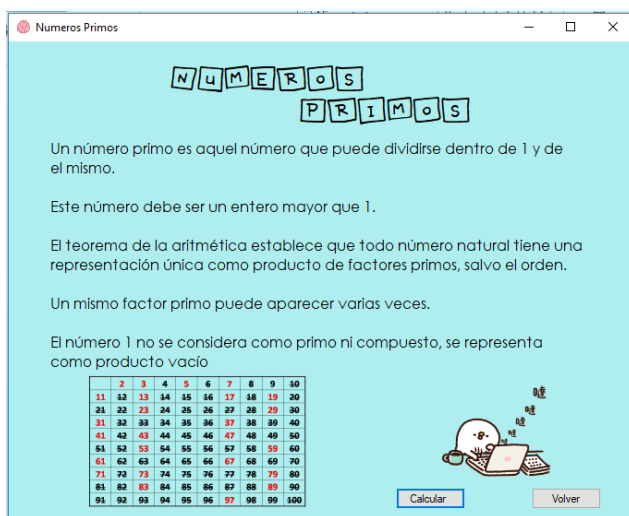 Numeros Primos
NUMEROS
PRIMOS
Un número primo es aquel número que puede dividirse dentro de 1 y de
el mismo.
Este número debe ser un entero mayor que 1.
El teorema de la aritmética establece que todo número natural tiene una
representación única como producto de factores primos, salvo el orden.
Un mismo factor primo puede aparecer varias veces.
El número 1 no se considera como primo ni compuesto, se representa
como producto vacío
2 3 4 5 6 7 8 9 10
11 12 13 14 15 16 17 18 19 20
21 22 23 24 25 26 27 28 29 30
31 32 33 34 35 36 37 38 39 40
41 42 43 44 45 46 47 48 49 50
51 52 53 54 55 56 57 58 59 60
61 62 63 64 65 66 67 68 69 70
71 72 73 74 75 76 77 78 79 80
81 82 83 84 85 86 87 88 89 90
91 92 93 94 95 96 97 98 99 100
噠
噠
噠
噠
Calcular
Volver